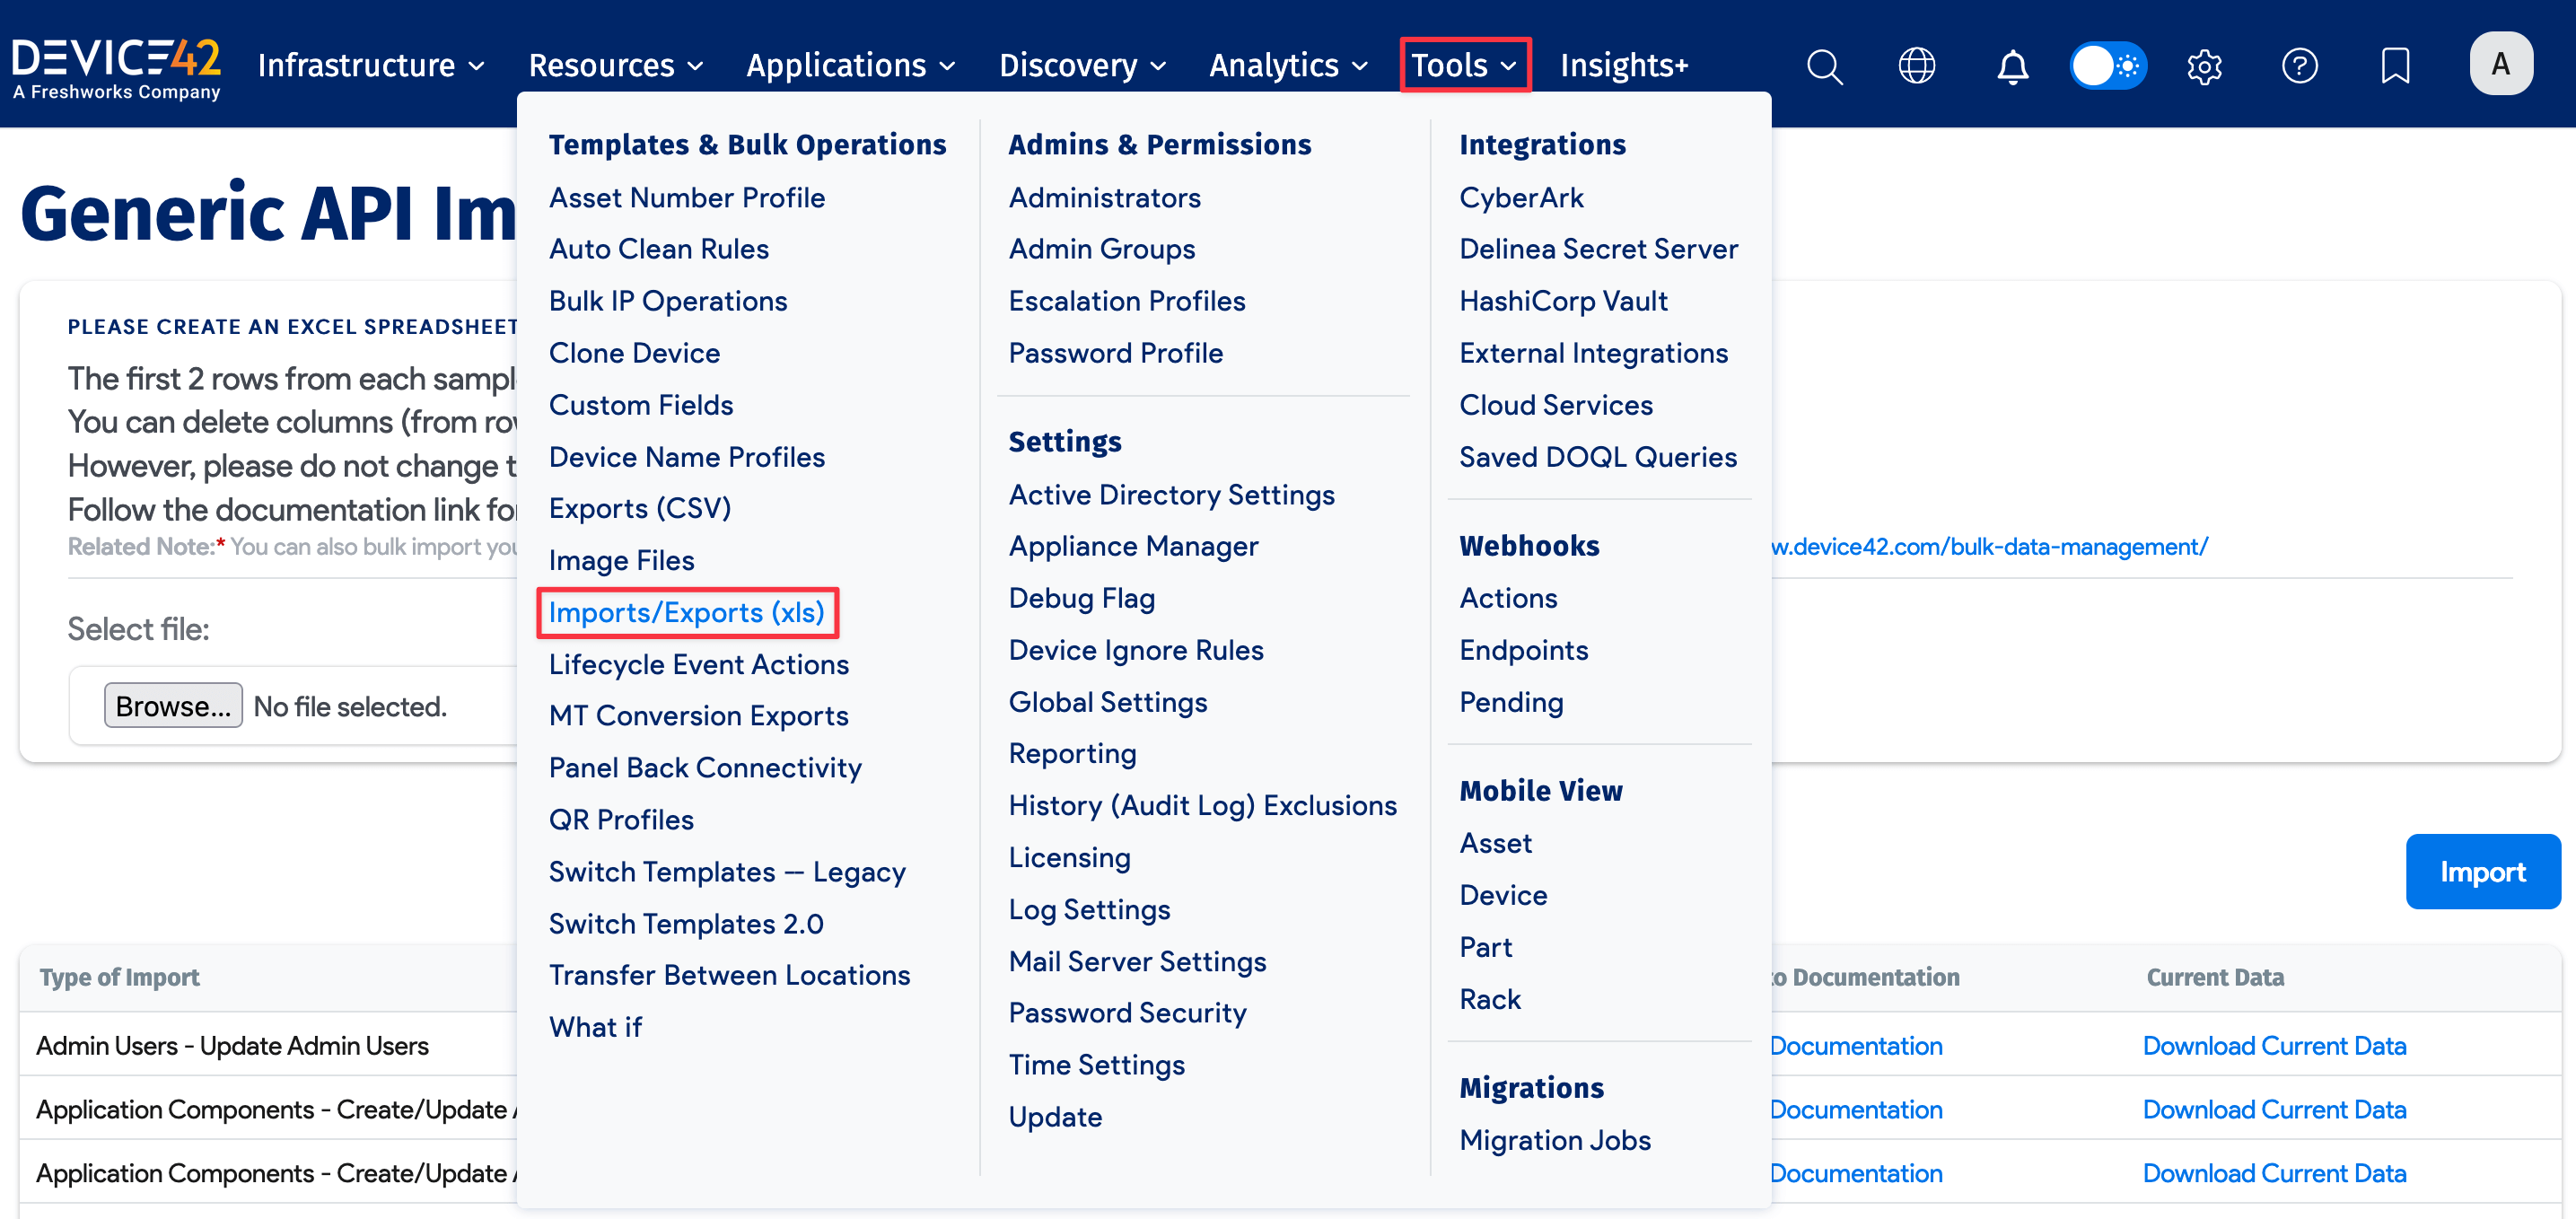 DEVICE42
A Freshworks Company
Infrastructure
Resources
Applications
Discovery
Analytics
Tools
Insights+
A
Generic API Im
PLEASE CREATE AN EXCEL SPREADSHEET
The first 2 rows from each sampl
You can delete columns (from rov
However, please do not change t
Follow the documentation link fo
Related Note:* You can also bulk import you
w.device42.com/bulk-data-management/
Select file:
Browse... No file selected.
Templates & Bulk Operations
Asset Number Profile
Auto Clean Rules
Bulk IP Operations
Clone Device
Custom Fields
Device Name Profiles
Exports (CSV)
Image Files
Imports/Exports (xls)
Lifecycle Event Actions
MT Conversion Exports
Panel Back Connectivity
QR Profiles
Switch Templates -- Legacy
Switch Templates 2.0
Transfer Between Locations
What if
Admins & Permissions
Administrators
Admin Groups
Escalation Profiles
Password Profile
Settings
Active Directory Settings
Appliance Manager
Debug Flag
Device Ignore Rules
Global Settings
Reporting
History (Audit Log) Exclusions
Licensing
Log Settings
Mail Server Settings
Password Security
Time Settings
Update
Integrations
CyberArk
Delinea Secret Server
HashiCorp Vault
External Integrations
Cloud Services
Saved DOQL Queries
Webhooks
Actions
Endpoints
Pending
Mobile View
Asset
Device
Part
Rack
Migrations
Migration Jobs
Import
Type of Import
to Documentation
Current Data
Admin Users - Update Admin Users
Documentation
Download Current Data
Application Components - Create/Update
Documentation
Download Current Data
Application Components - Create/Update
Documentation
Download Current Data